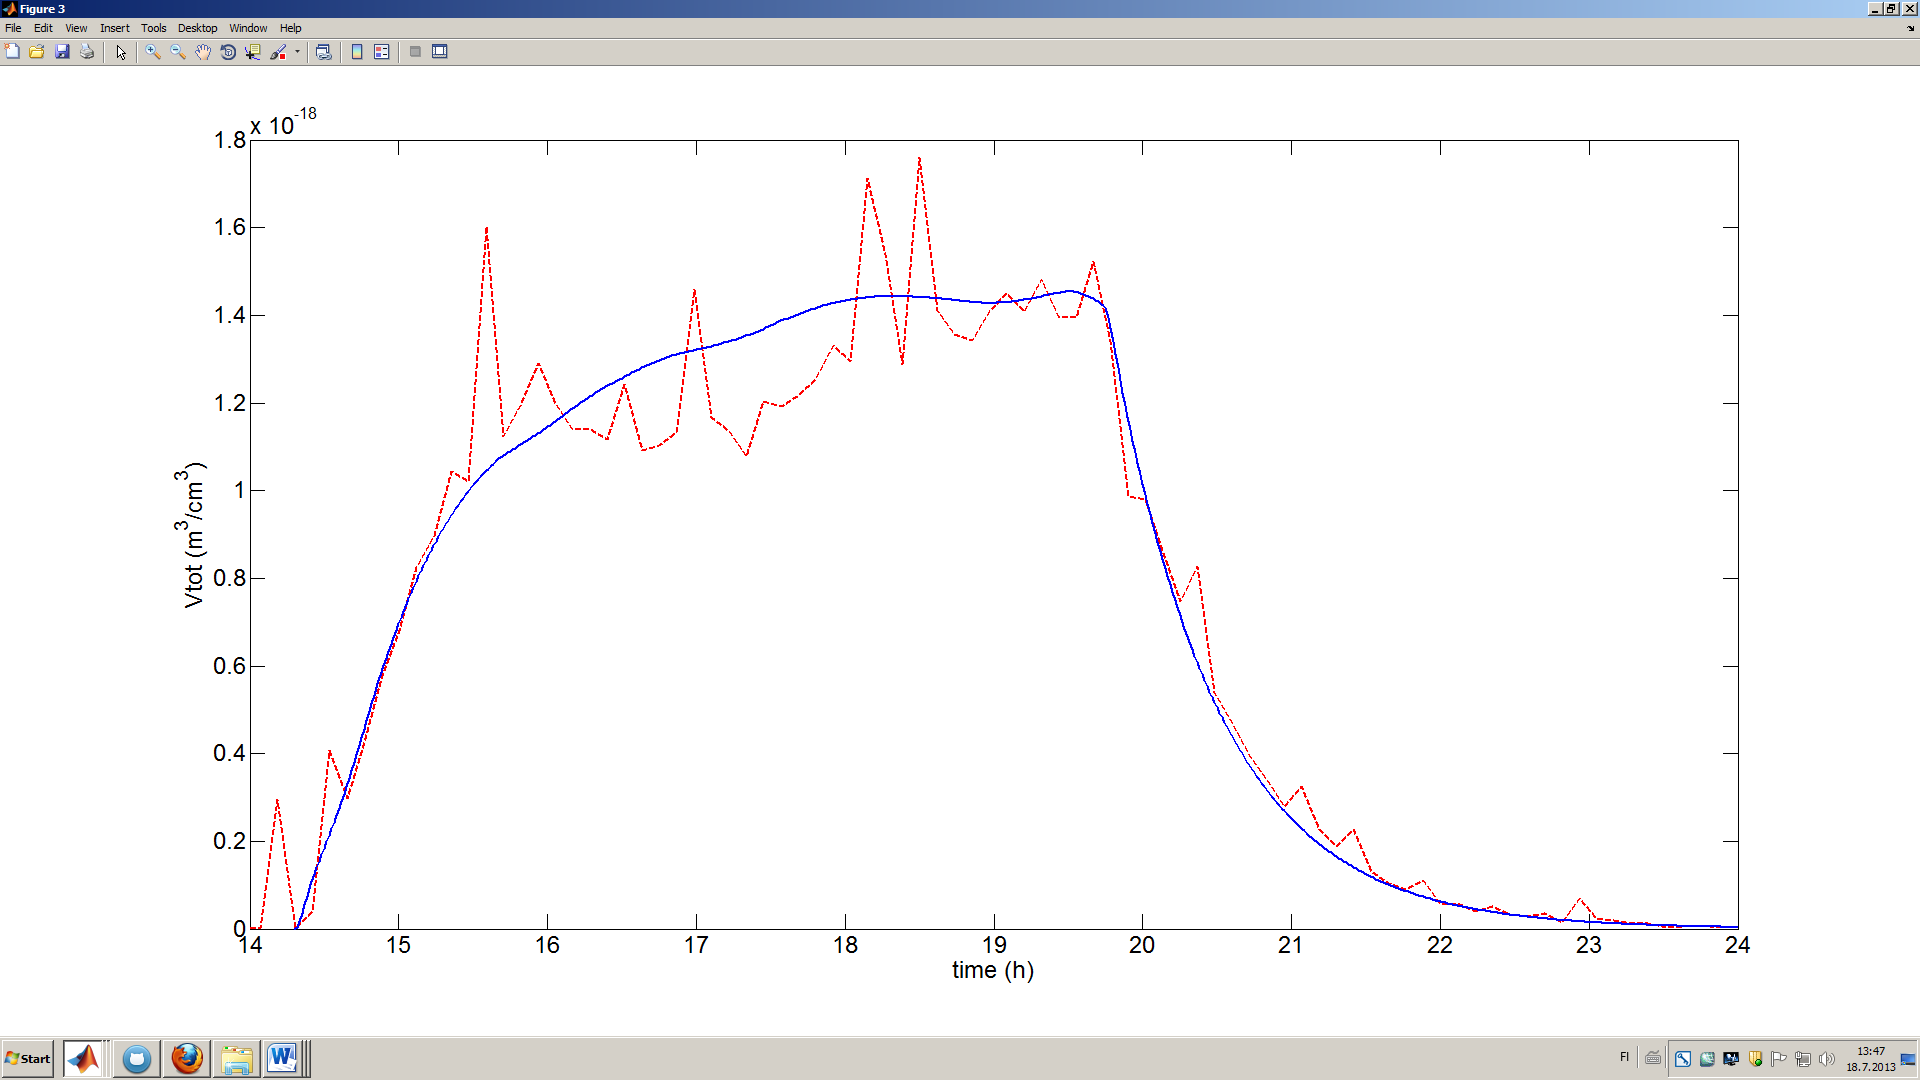 Figure 3
File Edit View Insert Tools Desktop Window Help
x 10-18
1.8
1.6
1.4
1.2
1
0.8
0.6
0.4
0.2
0
Vtot (m3/cm3)
14 15 16 17 18 19 20 21 22 23 24
time (h)
Start
FI
13:47
18.7.2013